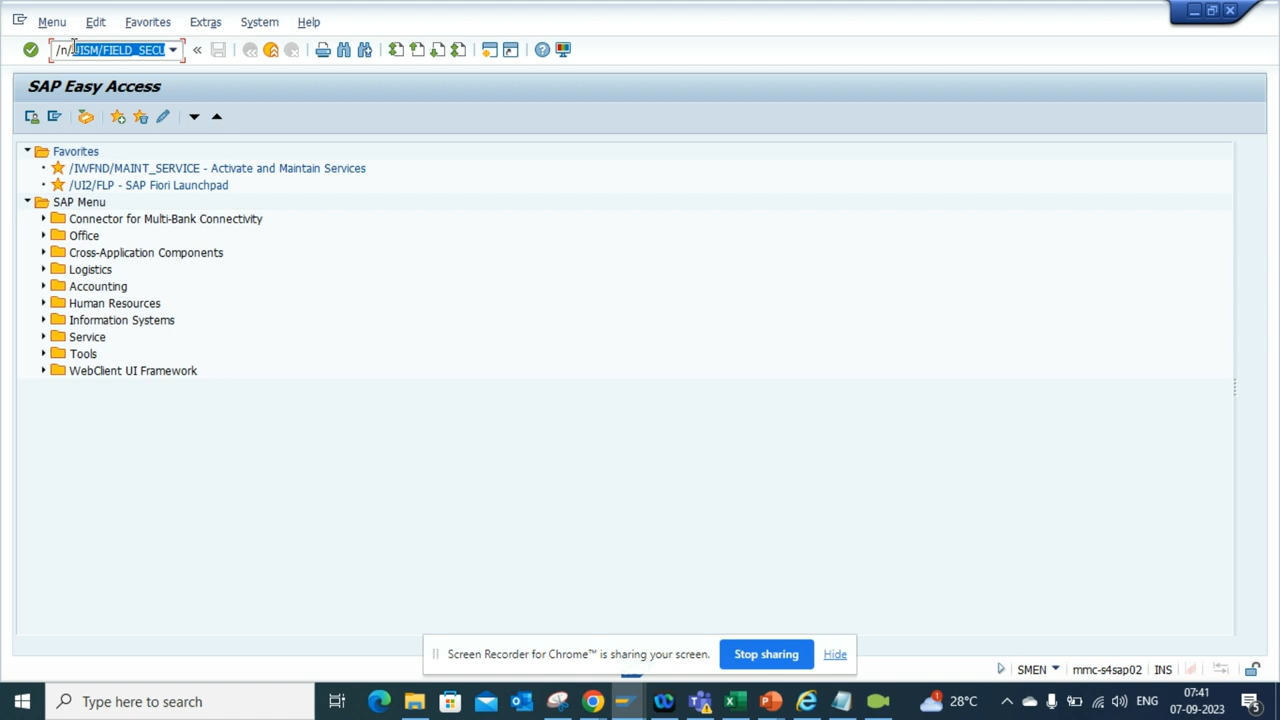 Menu Edit Favorites Extras System Help
/n/UISM/FIELD_SECU
SAP Easy Access
Favorites
/IWFND/MAINT_SERVICE - Activate and Maintain Services
/UI2/FLP - SAP Fiori Launchpad
SAP Menu
Connector for Multi-Bank Connectivity
Office
Cross-Application Components
Logistics
Accounting
Human Resources
Information Systems
Service
Tools
WebClient UI Framework
Screen Recorder for Chrome™ is sharing your screen. Stop sharing Hide
SMEN mmc-s4sap02 INS
Type here to search 28°C ENG 07:41
07-09-2023 5